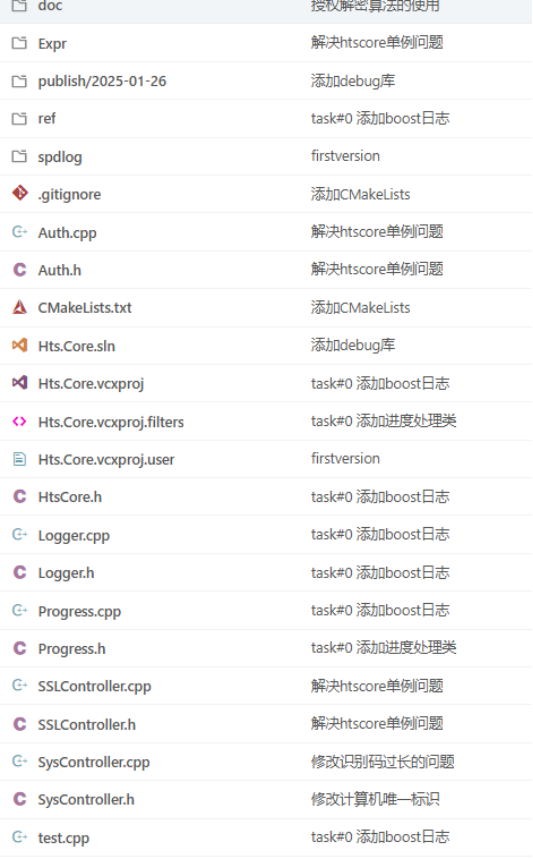 doc 授权解密算法的使用
Expr 解决htscore单例问题
publish/2025-01-26 添加debug库
ref task#0 添加boost日志
spdlog firstversion
.gitignore 添加CMakeLists
Auth.cpp 解决htscore单例问题
Auth.h 解决htscore单例问题
CMakeLists.txt 添加CMakeLists
Hts.Core.sln 添加debug库
Hts.Core.vcxproj task#0 添加boost日志
Hts.Core.vcxproj.filters task#0 添加进度处理类
Hts.Core.vcxproj.user firstversion
HtsCore.h task#0 添加boost日志
Logger.cpp task#0 添加boost日志
Logger.h task#0 添加boost日志
Progress.cpp task#0 添加boost日志
Progress.h task#0 添加进度处理类
SSLController.cpp 解决htscore单例问题
SSLController.h 解决htscore单例问题
SysController.cpp 修改识别码过长的问题
SysController.h 修改计算机唯一标识
test.cpp task#0 添加boost日志